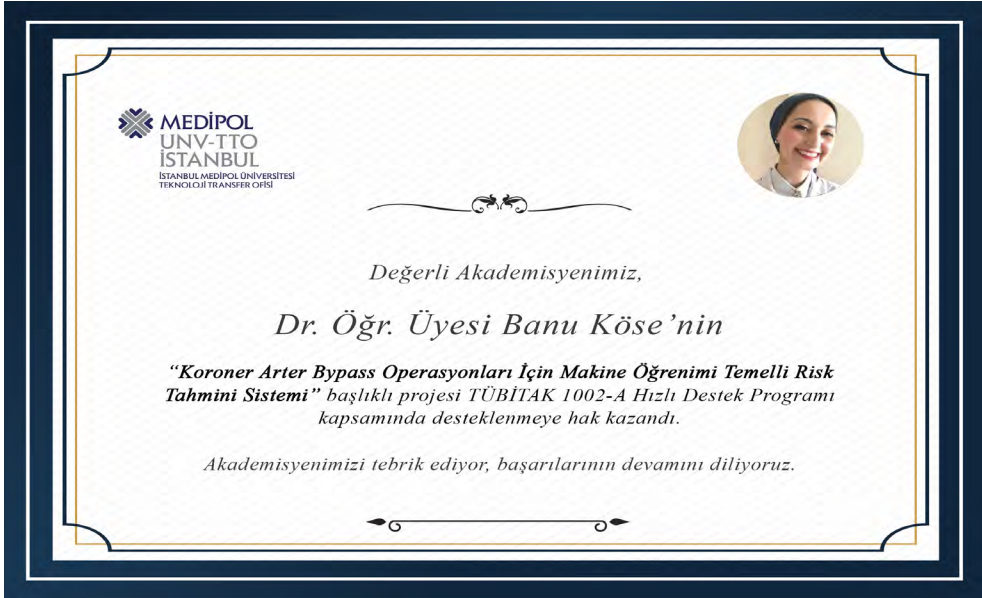 MEDİPOL
UNV-TTO
İSTANBUL
İSTANBUL MEDİPOL ÜNİVERSİTESİ
TEKNOLOJİ TRANSFER OFİSİ
Değerli Akademisyenimiz,
Dr. Öğr. Üyesi Banu Köse’nin
“Koroner Arter Bypass Operasyonları İçin Makine Öğrenimi Temelli Risk
Tahmini Sistemi” başlıklı projesi TÜBİTAK 1002-A Hızlı Destek Programı
kapsamında desteklenmeye hak kazandı.
Akademisyenimizi tebrik ediyor, başarılarının devamını diliyoruz.